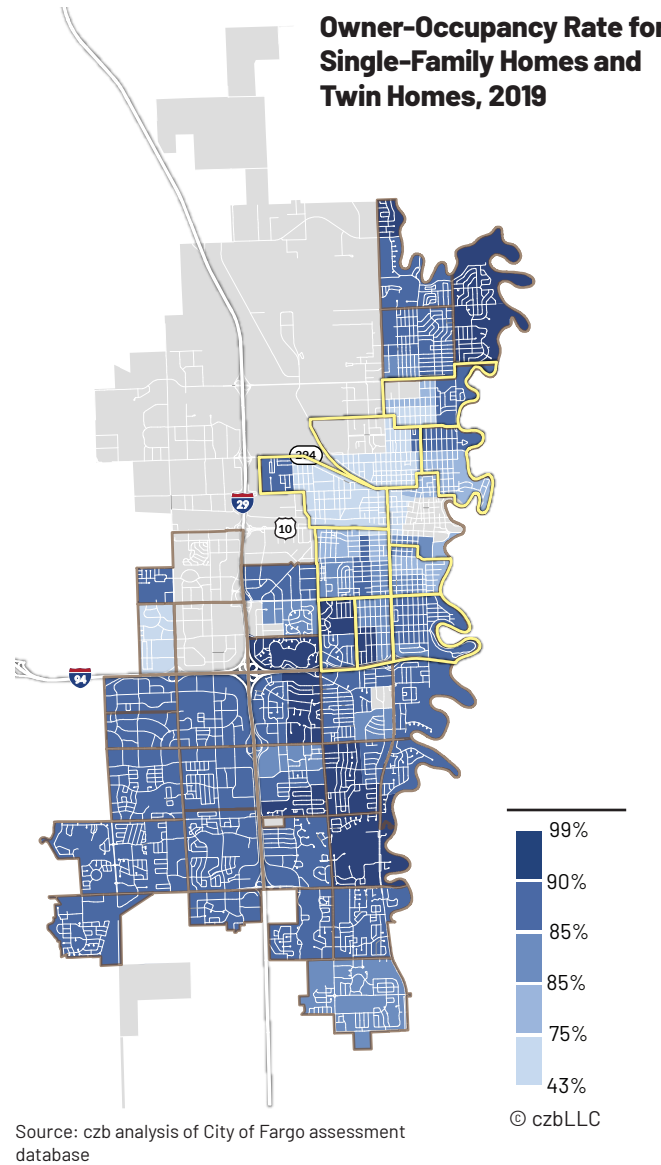 Owner-Occupancy Rate for
Single-Family Homes and
Twin Homes, 2019
294
29
10
94
99%
90%
85%
85%
75%
43%
© czbLLC
Source: czb analysis of City of Fargo assessment
database